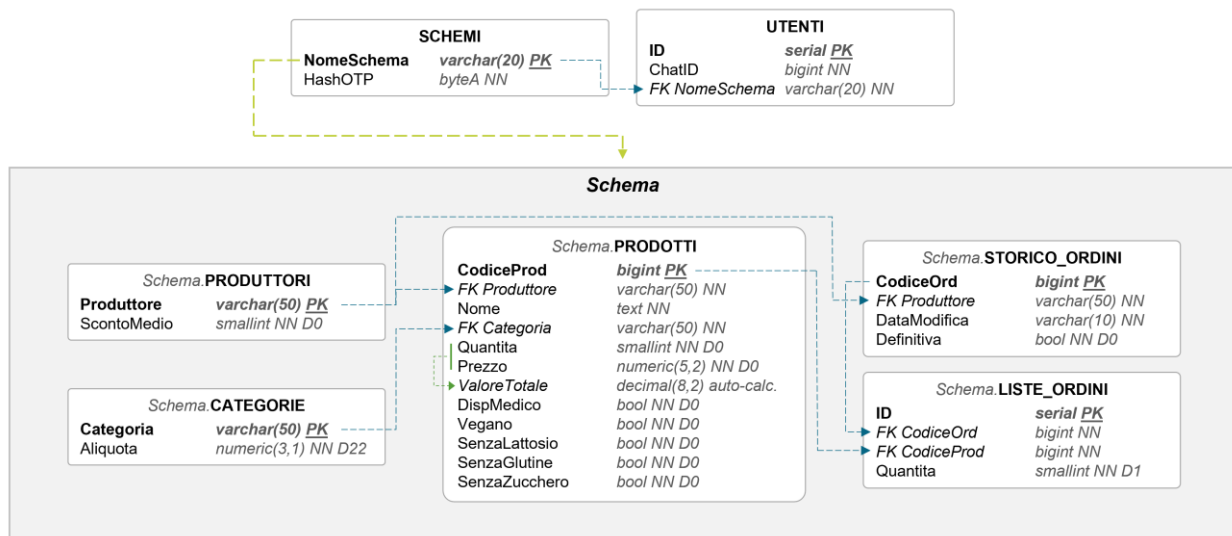 SCHEMI
NomeSchema varchar(20) PK
HashOTP byteA NN
UTENTI
ID serial PK
ChatID bigint NN
FK NomeSchema varchar(20) NN
Schema
Schema.PRODUTTORI
Produttore varchar(50) PK
ScontoMedio smallint NN D0
Schema.CATEGORIE
Categoria varchar(50) PK
Aliquota numeric(3,1) NN D22
Schema.PRODOTTI
CodiceProd bigint PK
FK Produttore varchar(50) NN
Nome text NN
FK Categoria varchar(50) NN
Quantita smallint NN D0
Prezzo numeric(5,2) NN D0
ValoreTotale decimal(8,2) auto-calc.
DispMedico bool NN D0
Vegano bool NN D0
SenzaLattosio bool NN D0
SenzaGlutine bool NN D0
SenzaZucchero bool NN D0
Schema.STORICO_ORDINI
CodiceOrd bigint PK
FK Produttore varchar(50) NN
DataModifica varchar(10) NN
Definitiva bool NN D0
Schema.LISTE_ORDINI
ID serial PK
FK CodiceOrd bigint NN
FK CodiceProd bigint NN
Quantita smallint NN D1